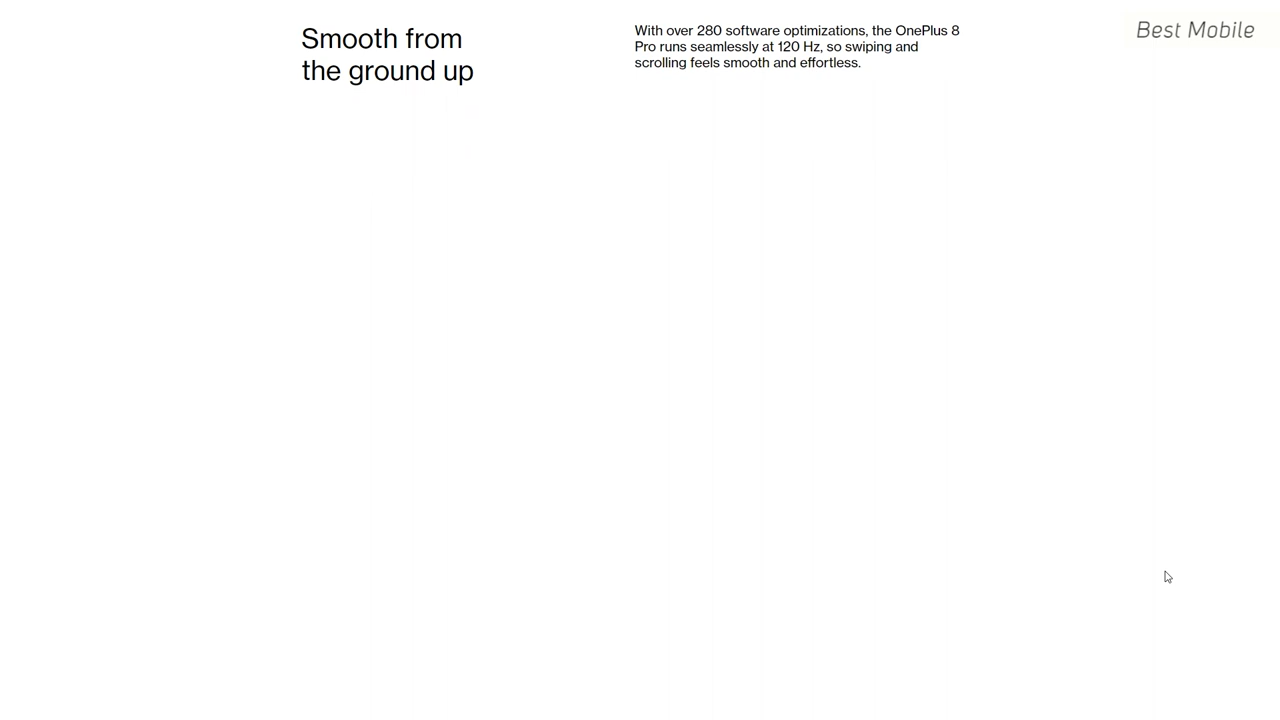 Smooth from
the ground up
With over 280 software optimizations, the OnePlus 8
Pro runs seamlessly at 120 Hz, so swiping and
scrolling feels smooth and effortless.
Best Mobile